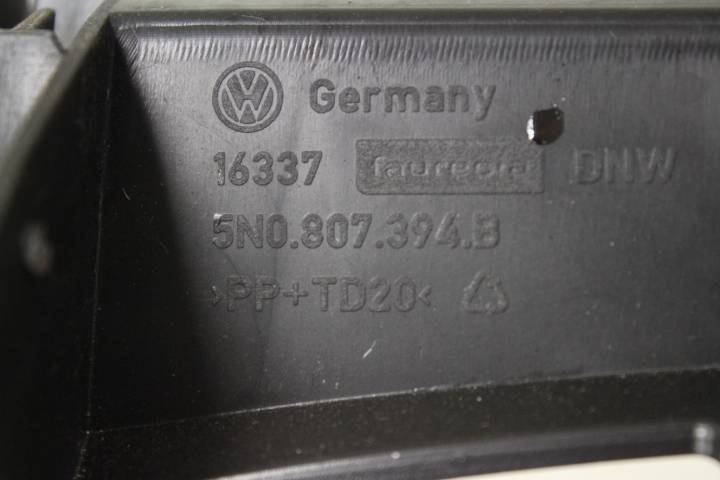 Germany
16337 faurecia DNW
5N0.807.394.B
>PP+TD20<